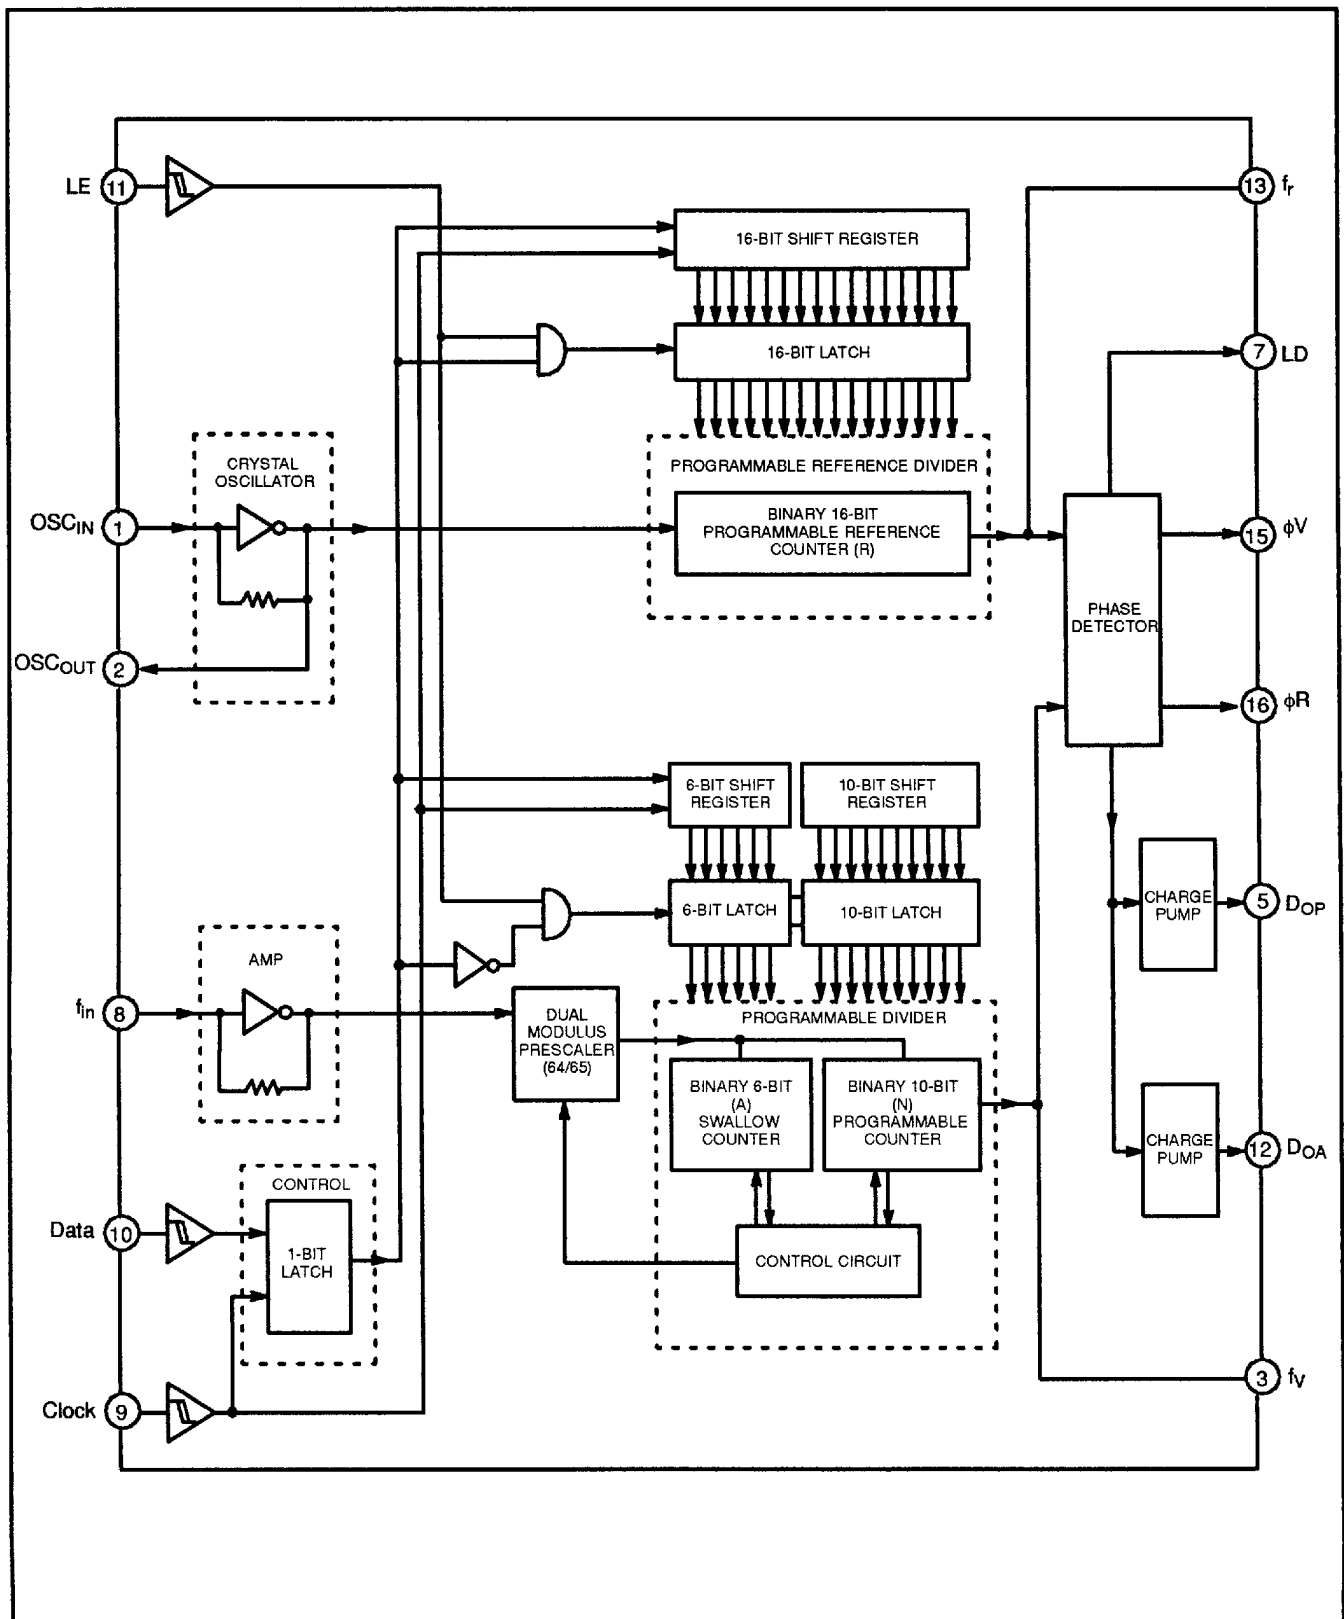 LE
11
13
fr
16-BIT SHIFT REGISTER
16-BIT LATCH
7
LD
CRYSTAL
OSCILLATOR
PROGRAMMABLE REFERENCE DIVIDER
OSCIN
1
BINARY 16-BIT
PROGRAMMABLE REFERENCE
COUNTER (R)
15
ϕV
PHASE
DETECTOR
OSCOUT
2
16
ϕR
6-BIT SHIFT
REGISTER
10-BIT SHIFT
REGISTER
6-BIT LATCH
10-BIT LATCH
CHARGE
PUMP
5
DOP
AMP
fin
8
DUAL
MODULUS
PRESCALER
(64/65)
PROGRAMMABLE DIVIDER
BINARY 6-BIT
(A)
SWALLOW
COUNTER
BINARY 10-BIT
(N)
PROGRAMMABLE
COUNTER
CHARGE
PUMP
12
DOA
CONTROL
Data
10
1-BIT
LATCH
CONTROL CIRCUIT
3
fV
Clock
9